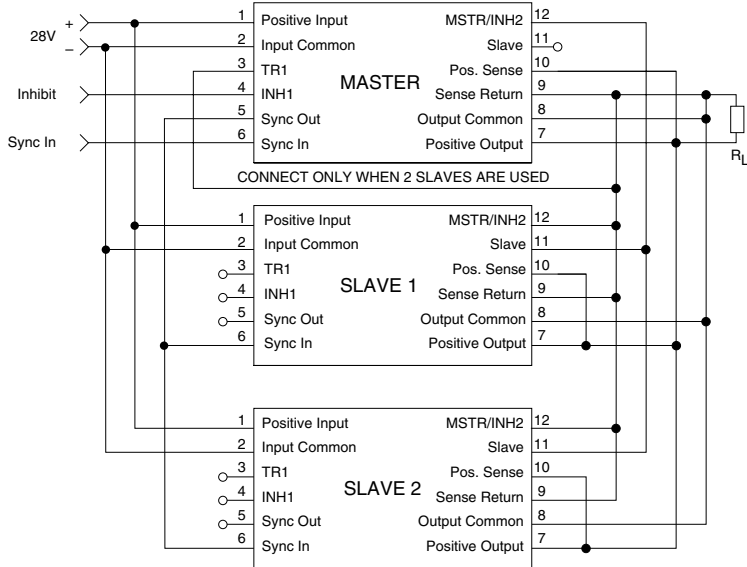 28V
+
–
Inhibit
Sync In
1 Positive Input MSTR/INH2 12
2 Input Common Slave 11
3 TR1 Pos. Sense 10
4 INH1 MASTER Sense Return 9
5 Sync Out Output Common 8
6 Sync In Positive Output 7
RL
CONNECT ONLY WHEN 2 SLAVES ARE USED
1 Positive Input MSTR/INH2 12
2 Input Common Slave 11
3 TR1 Pos. Sense 10
4 INH1 SLAVE 1 Sense Return 9
5 Sync Out Output Common 8
6 Sync In Positive Output 7
1 Positive Input MSTR/INH2 12
2 Input Common Slave 11
3 TR1 Pos. Sense 10
4 INH1 SLAVE 2 Sense Return 9
5 Sync Out Output Common 8
6 Sync In Positive Output 7